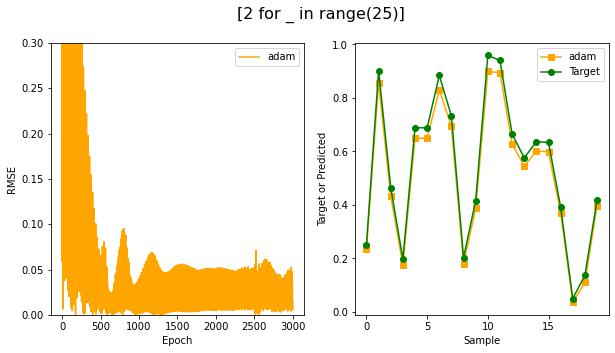 [2 for _ in range(25)]
0.30
0.25
0.20
0.15
0.10
0.05
0.00
RMSE
0 500 1000 1500 2000 2500 3000
Epoch
adam
1.0
0.8
0.6
0.4
0.2
0.0
Target or Predicted
0 5 10 15
Sample
adam
Target